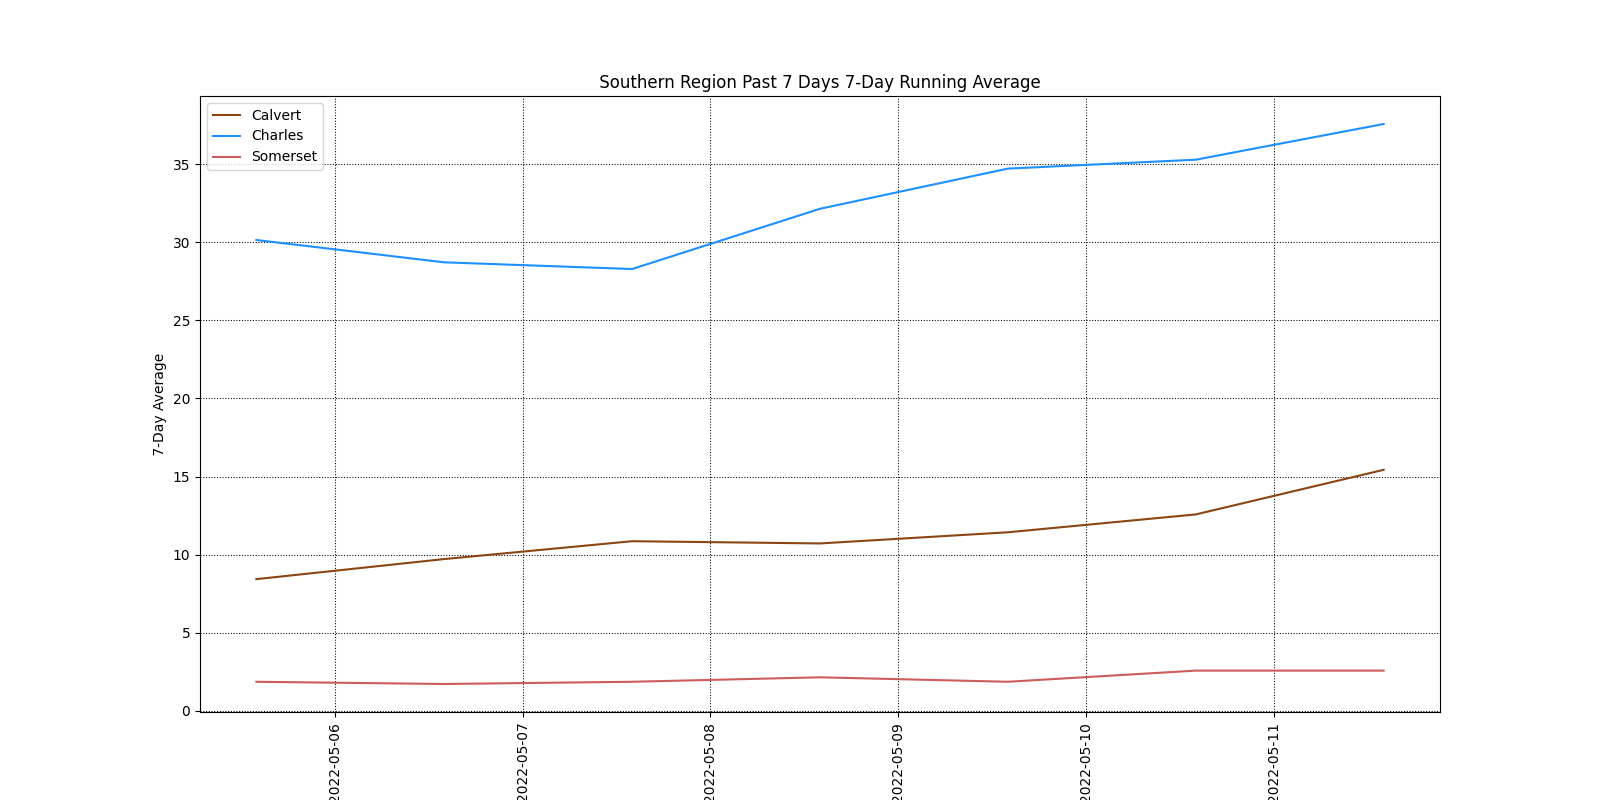 Southern Region Past 7 Days 7-Day Running Average
Calvert
Charles
Somerset
7-Day Average
35
30
25
20
15
10
5
0
2022-05-06
2022-05-07
2022-05-08
2022-05-09
2022-05-10
2022-05-11